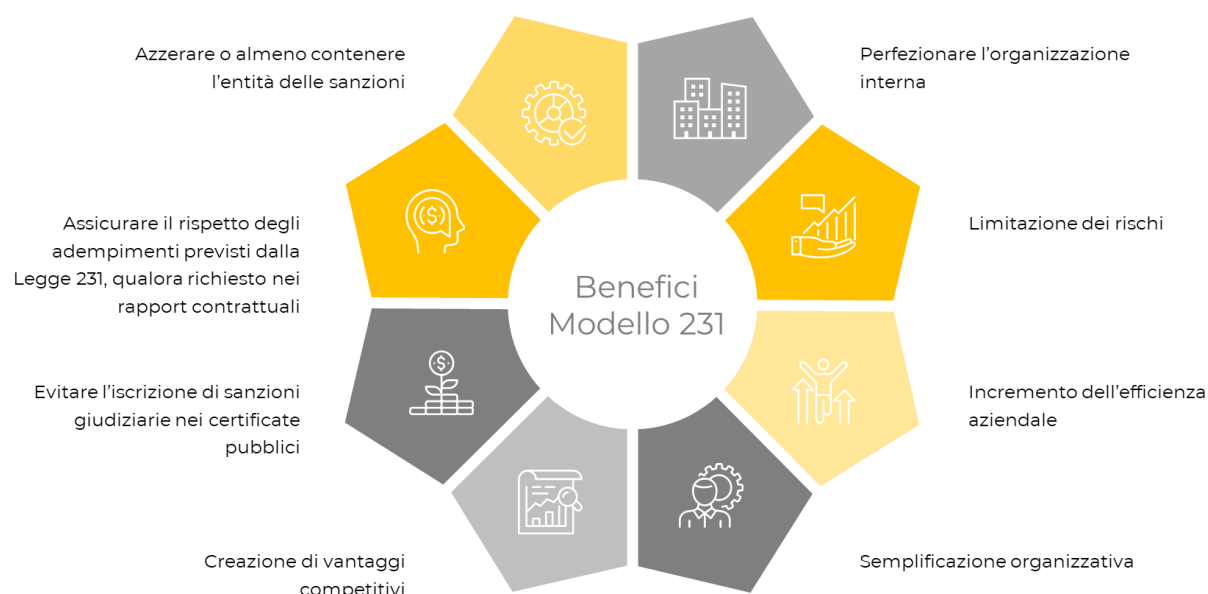 Azzerare o almeno contenere
l'entità delle sanzioni
Perfezionare l'organizzazione
interna
Assicurare il rispetto degli
adempimenti previsti dalla
Legge 231, qualora richiesto nei
rapport contrattuali
Limitazione dei rischi
Benefici
Modello 231
Evitare l'iscrizione di sanzioni
giudiziarie nei certificate
pubblici
Incremento dell'efficienza
aziendale
Creazione di vantaggi
competitivi
Semplificazione organizzativa